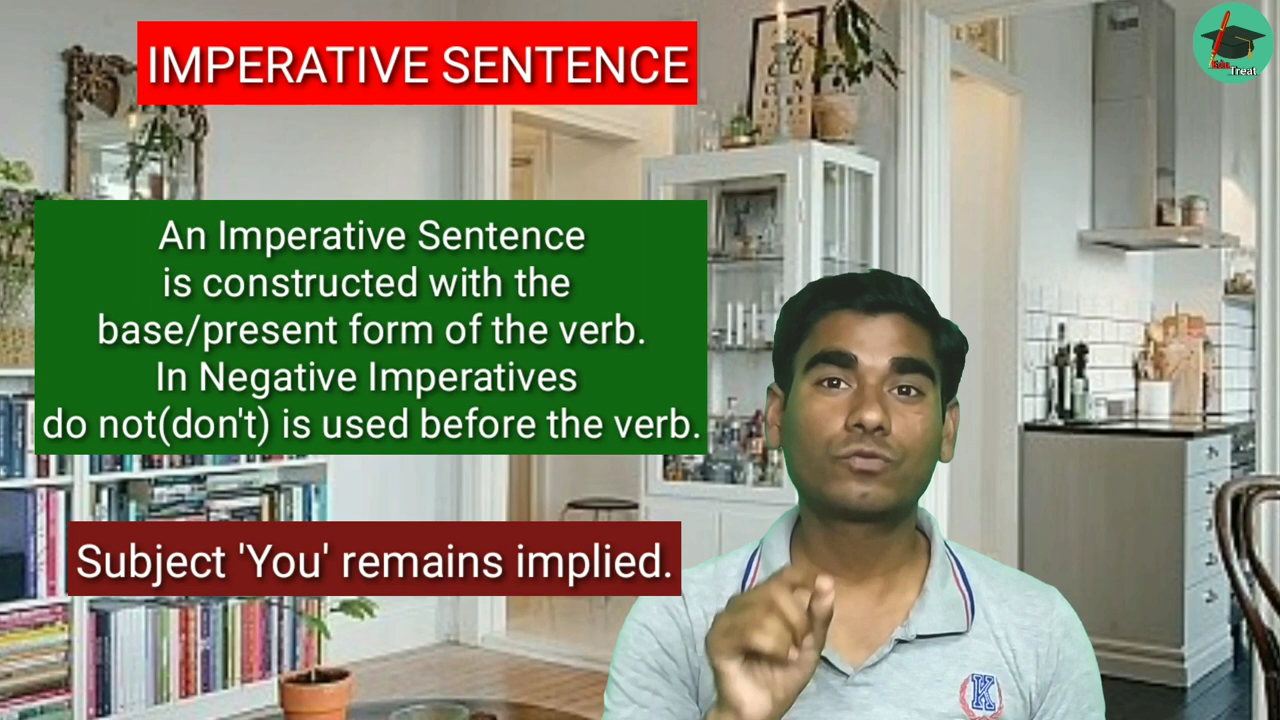 IMPERATIVE SENTENCE
Treat
An Imperative Sentence
is constructed with the
base/present form of the verb.
In Negative Imperatives
do not(don't) is used before the verb.
Subject 'You' remains implied.
K